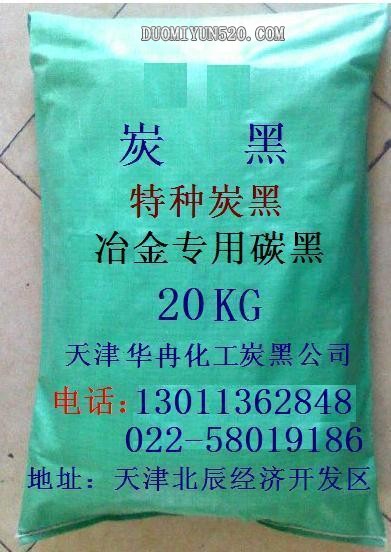 DUOMIYUN520.COM
炭 黑
特种炭黑
冶金专用碳黑
20KG
天津华冉化工炭黑公司
电话：13011362848
022-58019186
地址：天津北辰经济开发区